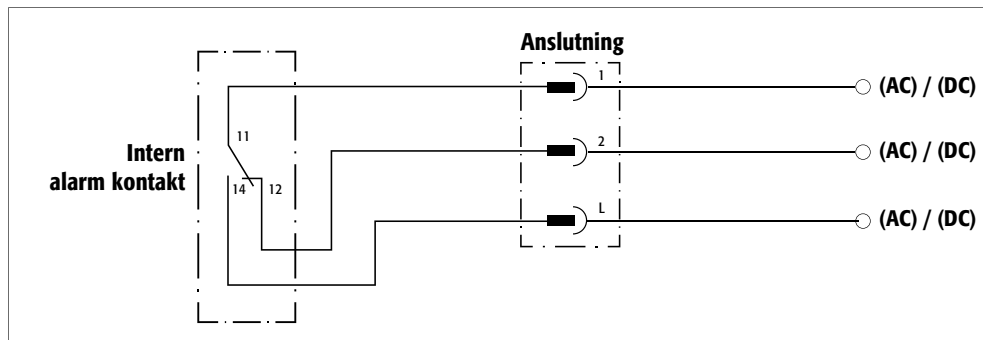 Anslutning
1
(AC) / (DC)
11
2
(AC) / (DC)
Intern
alarm kontakt
14
12
L
(AC) / (DC)